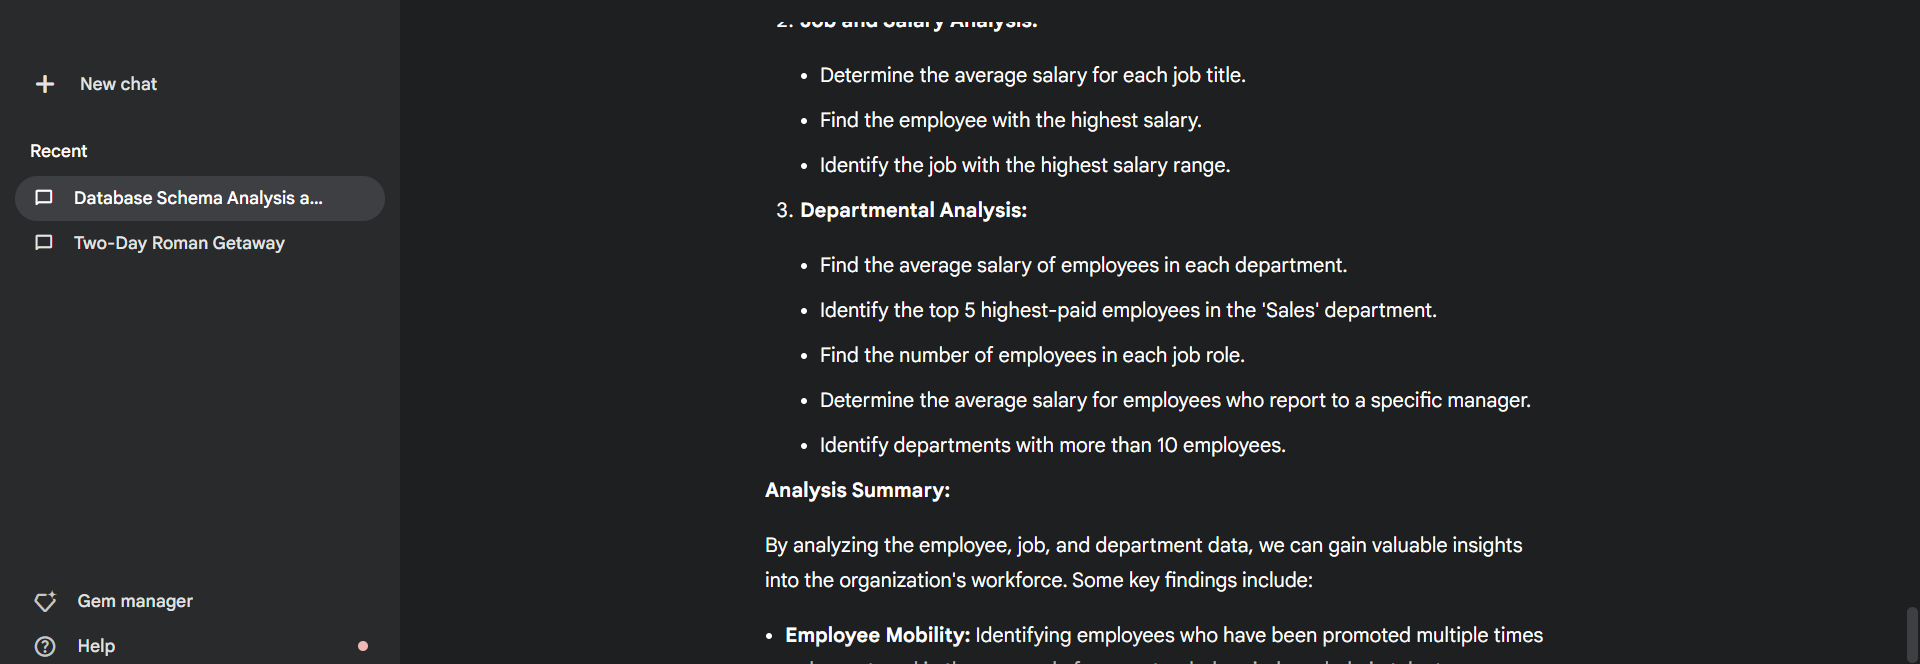 New chat
Recent
Database Schema Analysis a...
Two-Day Roman Getaway
Gem manager
Help
2. Job and Salary Analysis:
• Determine the average salary for each job title.
• Find the employee with the highest salary.
• Identify the job with the highest salary range.
3. Departmental Analysis:
• Find the average salary of employees in each department.
• Identify the top 5 highest-paid employees in the 'Sales' department.
• Find the number of employees in each job role.
• Determine the average salary for employees who report to a specific manager.
• Identify departments with more than 10 employees.
Analysis Summary:
By analyzing the employee, job, and department data, we can gain valuable insights
into the organization's workforce. Some key findings include:
• Employee Mobility: Identifying employees who have been promoted multiple times